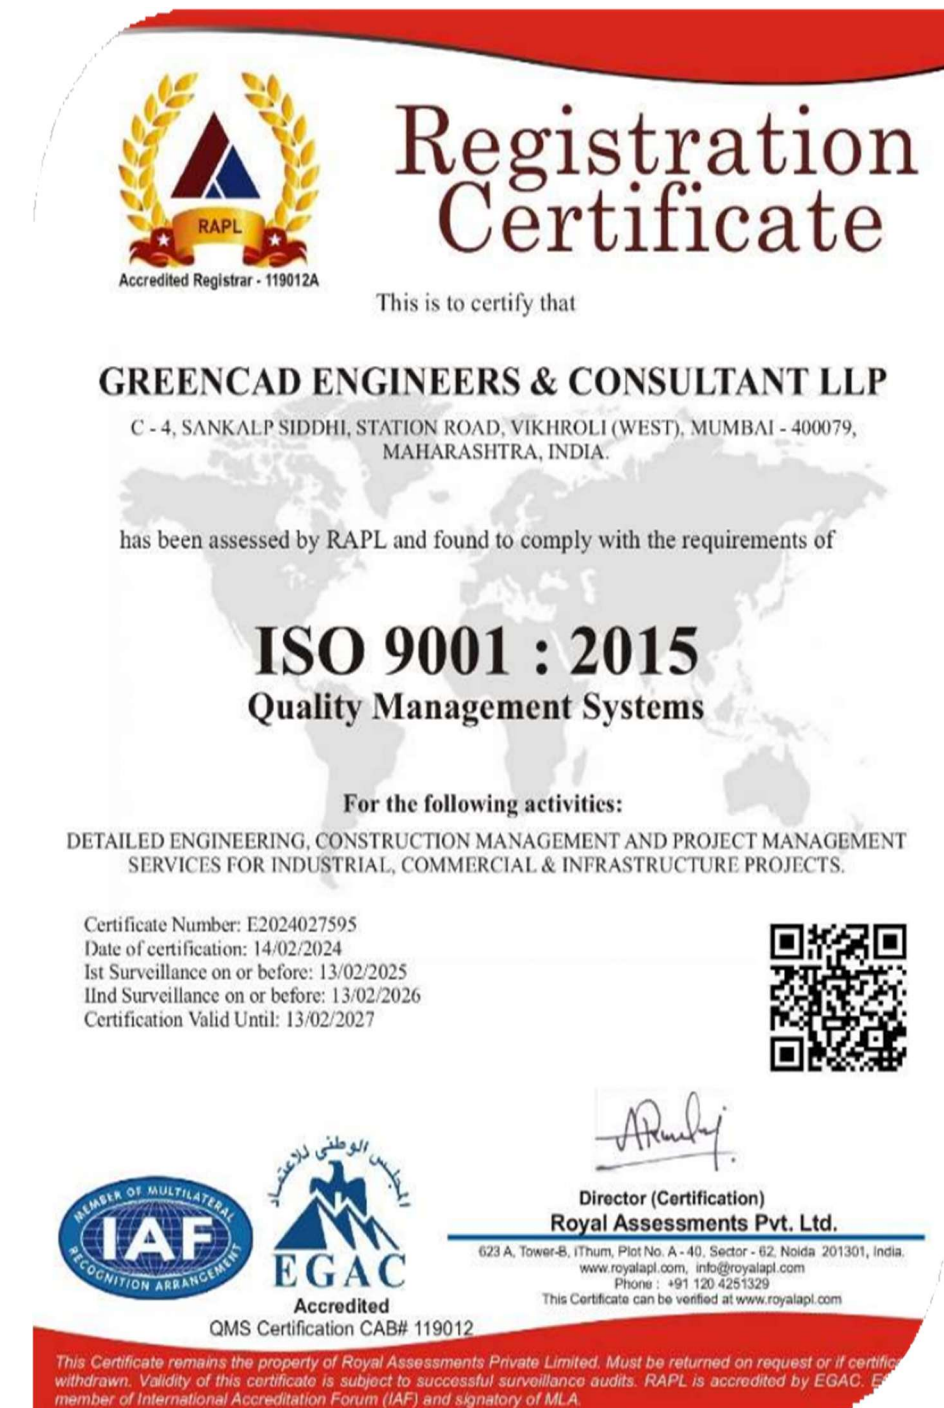 RAPL
Accredited Registrar - 119012A
Registration
Certificate
This is to certify that
GREENCAD ENGINEERS & CONSULTANT LLP
C - 4, SANKALP SIDDHI, STATION ROAD, VIKHROLI (WEST), MUMBAI - 400079,
MAHARASHTRA, INDIA.
has been assessed by RAPL and found to comply with the requirements of
ISO 9001 : 2015
Quality Management Systems
For the following activities:
DETAILED ENGINEERING, CONSTRUCTION MANAGEMENT AND PROJECT MANAGEMENT
SERVICES FOR INDUSTRIAL, COMMERCIAL & INFRASTRUCTURE PROJECTS.
Certificate Number: E2024027595
Date of certification: 14/02/2024
Ist Surveillance on or before: 13/02/2025
IInd Surveillance on or before: 13/02/2026
Certification Valid Until: 13/02/2027
MEMBER OF MULTILATERAL
IAF
RECOGNITION ARRANGEMENT
المجلس الوطنى للاعتماد
EGAC
Accredited
QMS Certification CAB# 119012
Director (Certification)
Royal Assessments Pvt. Ltd.
623 A, Tower-B, iThum, Plot No. A - 40, Sector - 62, Noida 201301, India.
www.royalapl.com, info@royalapl.com
Phone : +91 120 4251329
This Certificate can be verified at www.royalapl.com
This Certificate remains the property of Royal Assessments Private Limited. Must be returned on request or if certific
withdrawn. Validity of this certificate is subject to successful surveillance audits. RAPL is accredited by EGAC.
member of International Accreditation Forum (IAF) and signatory of MLA.